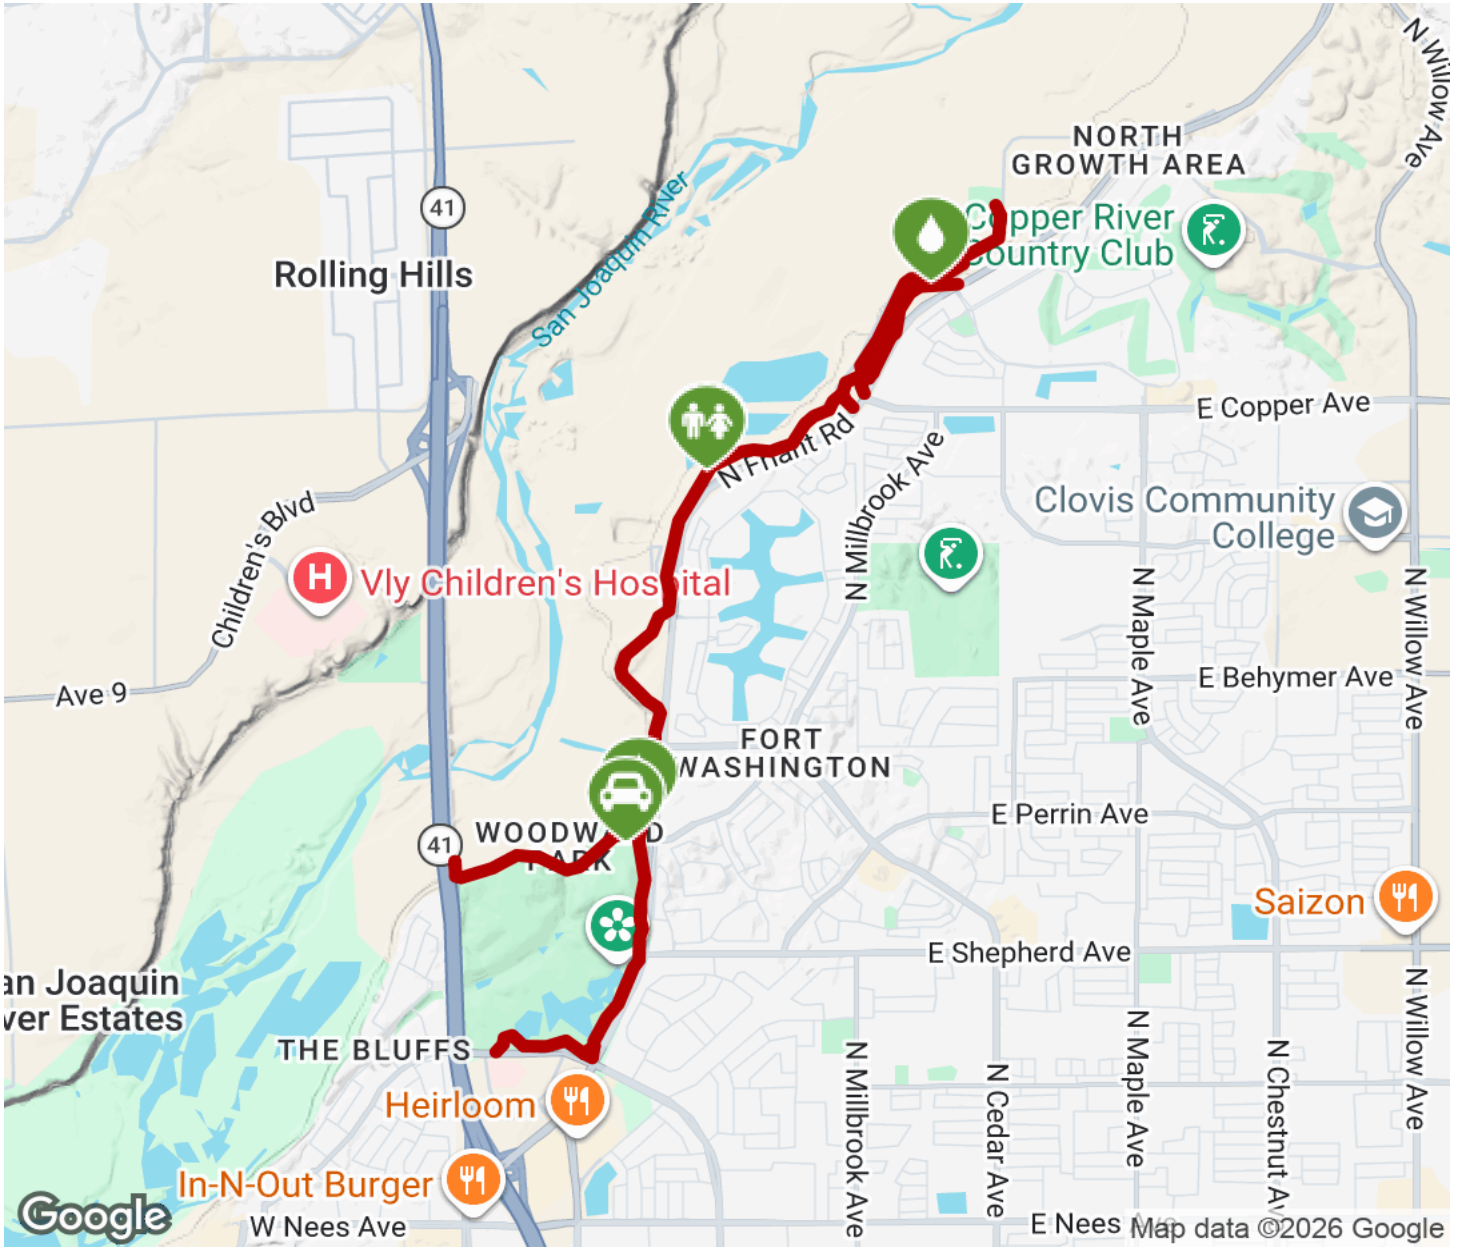 N Willow Ave
NORTH
GROWTH AREA
41
San Joaquin River
Copper River
Country Club
Rolling Hills
E Copper Ave
N Friant Rd
N Millbrook Ave
Clovis Community
College
Children's Blvd
H
Vly Children's Hospital
N Maple Ave
N Willow Ave
Ave 9
E Behymer Ave
FORT
WASHINGTON
E Perrin Ave
41
WOODWARD
PARK
Saizon
E Shepherd Ave
an Joaquin
ver Estates
THE BLUFFS
N Millbrook Ave
N Cedar Ave
N Maple Ave
N Chestnut Av
N Willow Ave
Heirloom
In-N-Out Burger
Google
W Nees Ave
E Nees Ave
Map data ©2026 Google